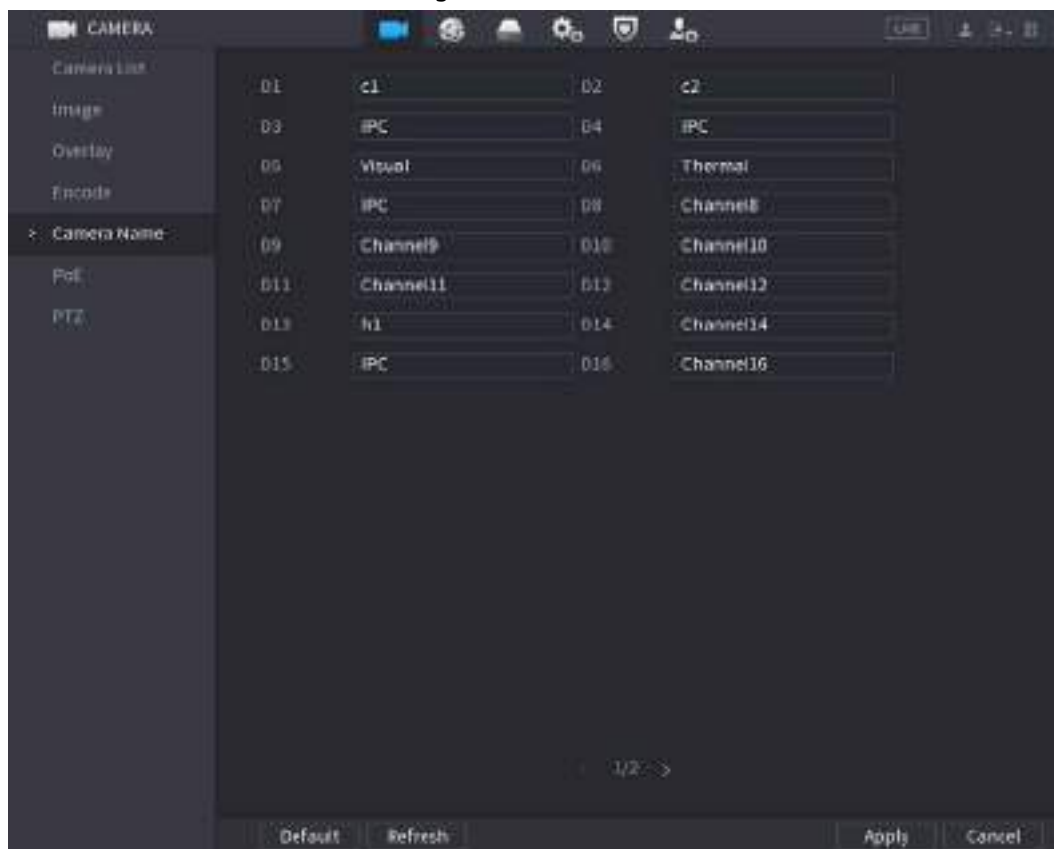 CAMERA LIVE
Camera List
Image
Overlay
Encode
> Camera Name
PoE
PTZ
D1 c1 D2 c2
D3 IPC D4 IPC
D5 Visual D6 Thermal
D7 IPC D8 Channel8
D9 Channel9 D10 Channel10
D11 Channel11 D12 Channel12
D13 h1 D14 Channel14
D15 IPC D16 Channel16
1/2 >
Default Refresh Apply Cancel